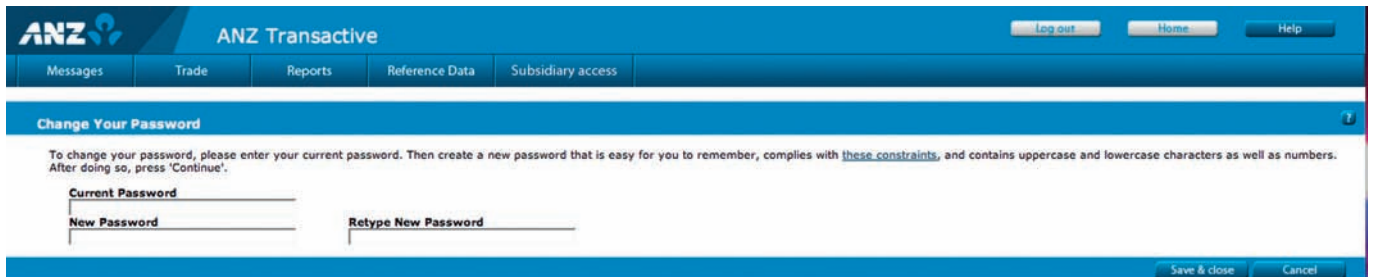 ANZ ANZ Transactive Log out Home Help
Messages Trade Reports Reference Data Subsidiary access
Change Your Password ?
To change your password, please enter your current password. Then create a new password that is easy for you to remember, complies with these constraints, and contains uppercase and lowercase characters as well as numbers.
After doing so, press 'Continue'.
Current Password
New Password Retype New Password
Save & close Cancel